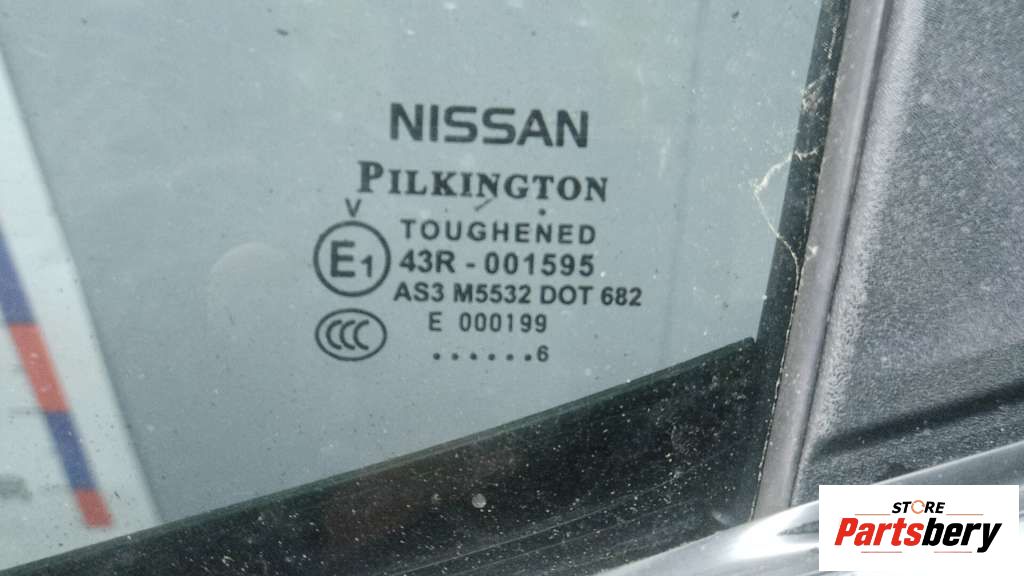 NISSAN
PILKINGTON
V
TOUGHENED
E1
43R - 001595
AS3 M5532 DOT 682
CCC
E 000199
......6
STORE
Partsbery